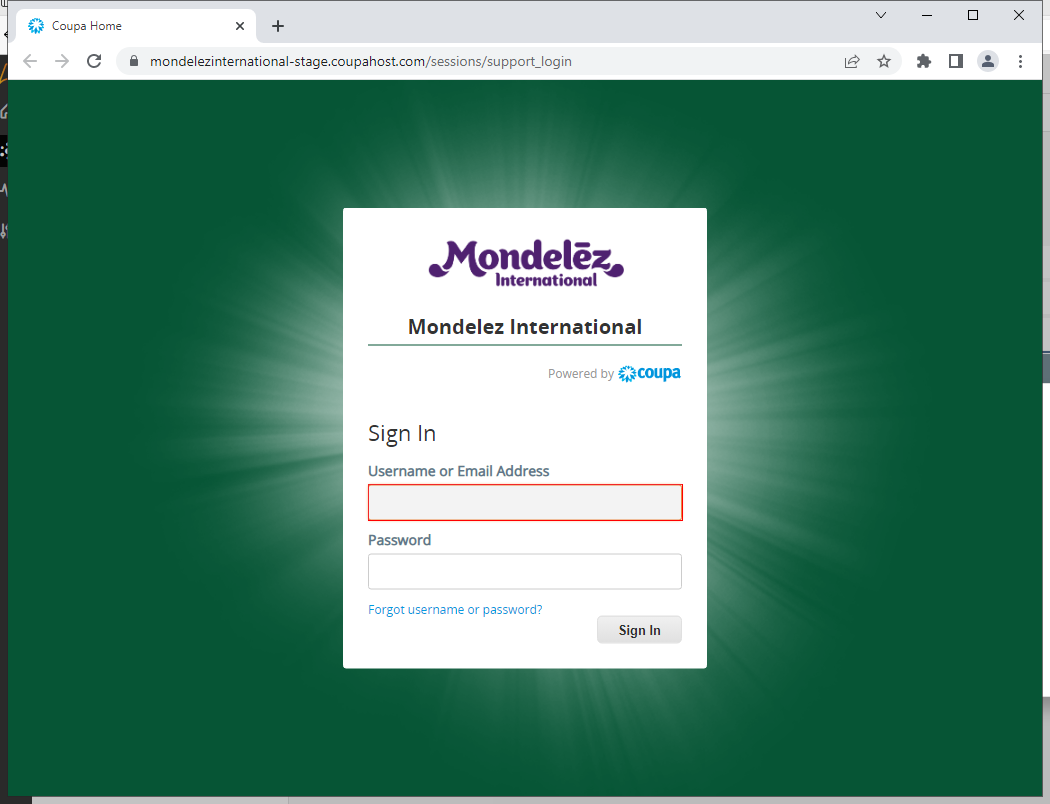 Coupa Home
mondelezinternational-stage.coupahost.com/sessions/support_login
Mondelēz
International
Mondelez International
Powered by coupa
Sign In
Username or Email Address
Password
Forgot username or password?
Sign In